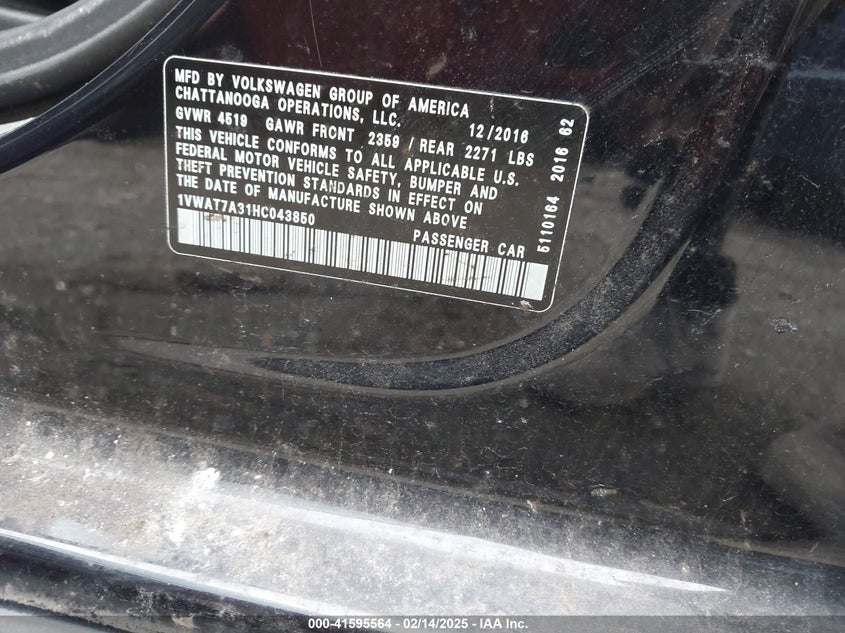 MFD BY VOLKSWAGEN GROUP OF AMERICA
CHATTANOOGA OPERATIONS, LLC. 12/2016
GVWR 4519 GAWR FRONT 2359 / REAR 2271 LBS
THIS VEHICLE CONFORMS TO ALL APPLICABLE U.S.
FEDERAL MOTOR VEHICLE SAFETY, BUMPER AND
THEFT PREVENTION STANDARDS IN EFFECT ON
THE DATE OF MANUFACTURE SHOWN ABOVE
1VWAT7A31HC043850
PASSENGER CAR
5110164 2016 62
000-41595564 - 02/14/2025 - IAA Inc.